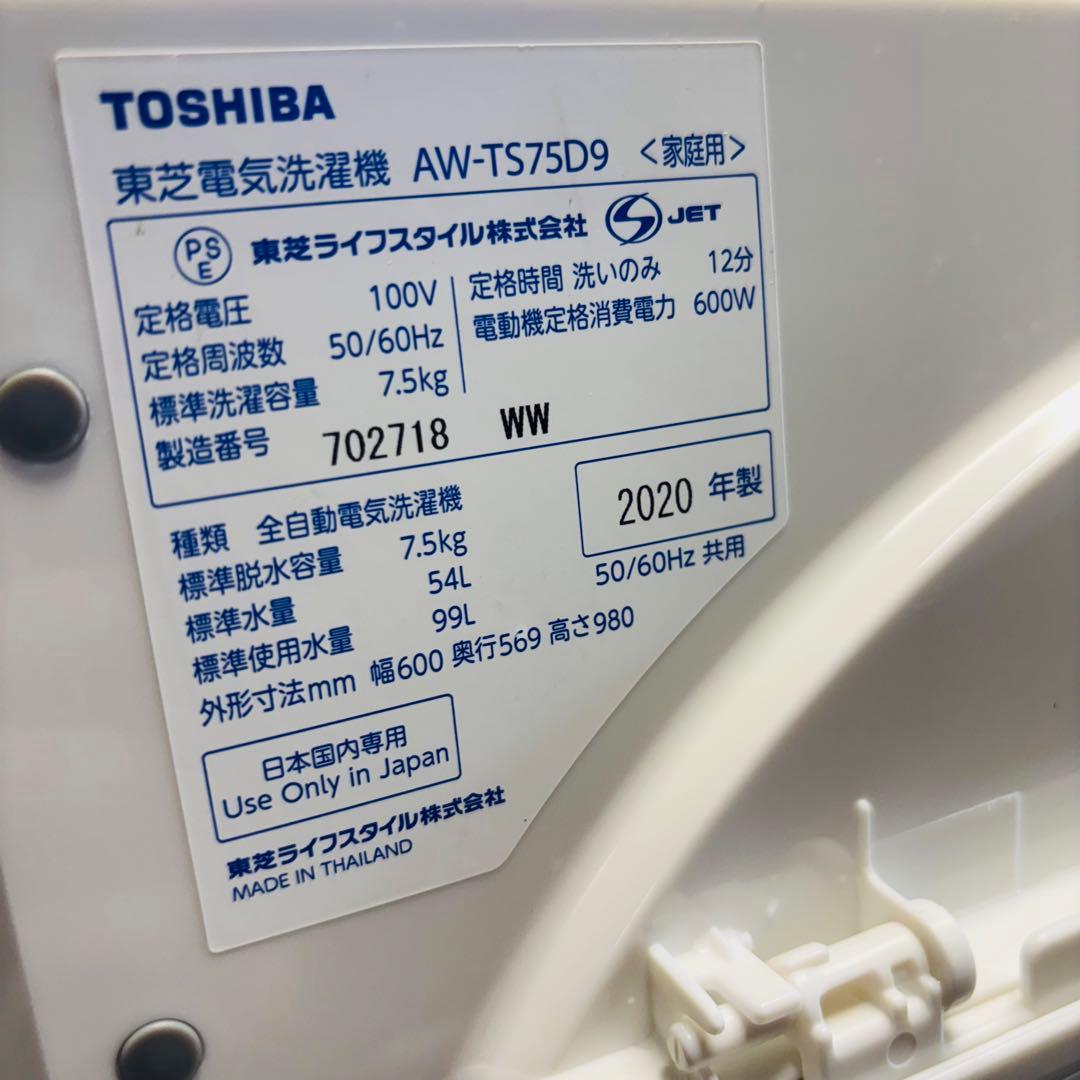 TOSHIBA
東芝電気洗濯機 AW-TS75D9 <家庭用>
PSE 東芝ライフスタイル株式会社 S JET
定格電圧 100V
定格周波数 50/60Hz
標準洗濯容量 7.5kg
定格時間 洗いのみ 12分
電動機定格消費電力 600W
製造番号 702718 WW
種類 全自動電気洗濯機
標準脱水容量 7.5kg
標準水量 54L
標準使用水量 99L
外形寸法mm 幅600 奥行569 高さ980
2020 年製
50/60Hz 共用
日本国内専用
Use Only in Japan
東芝ライフスタイル株式会社
MADE IN THAILAND